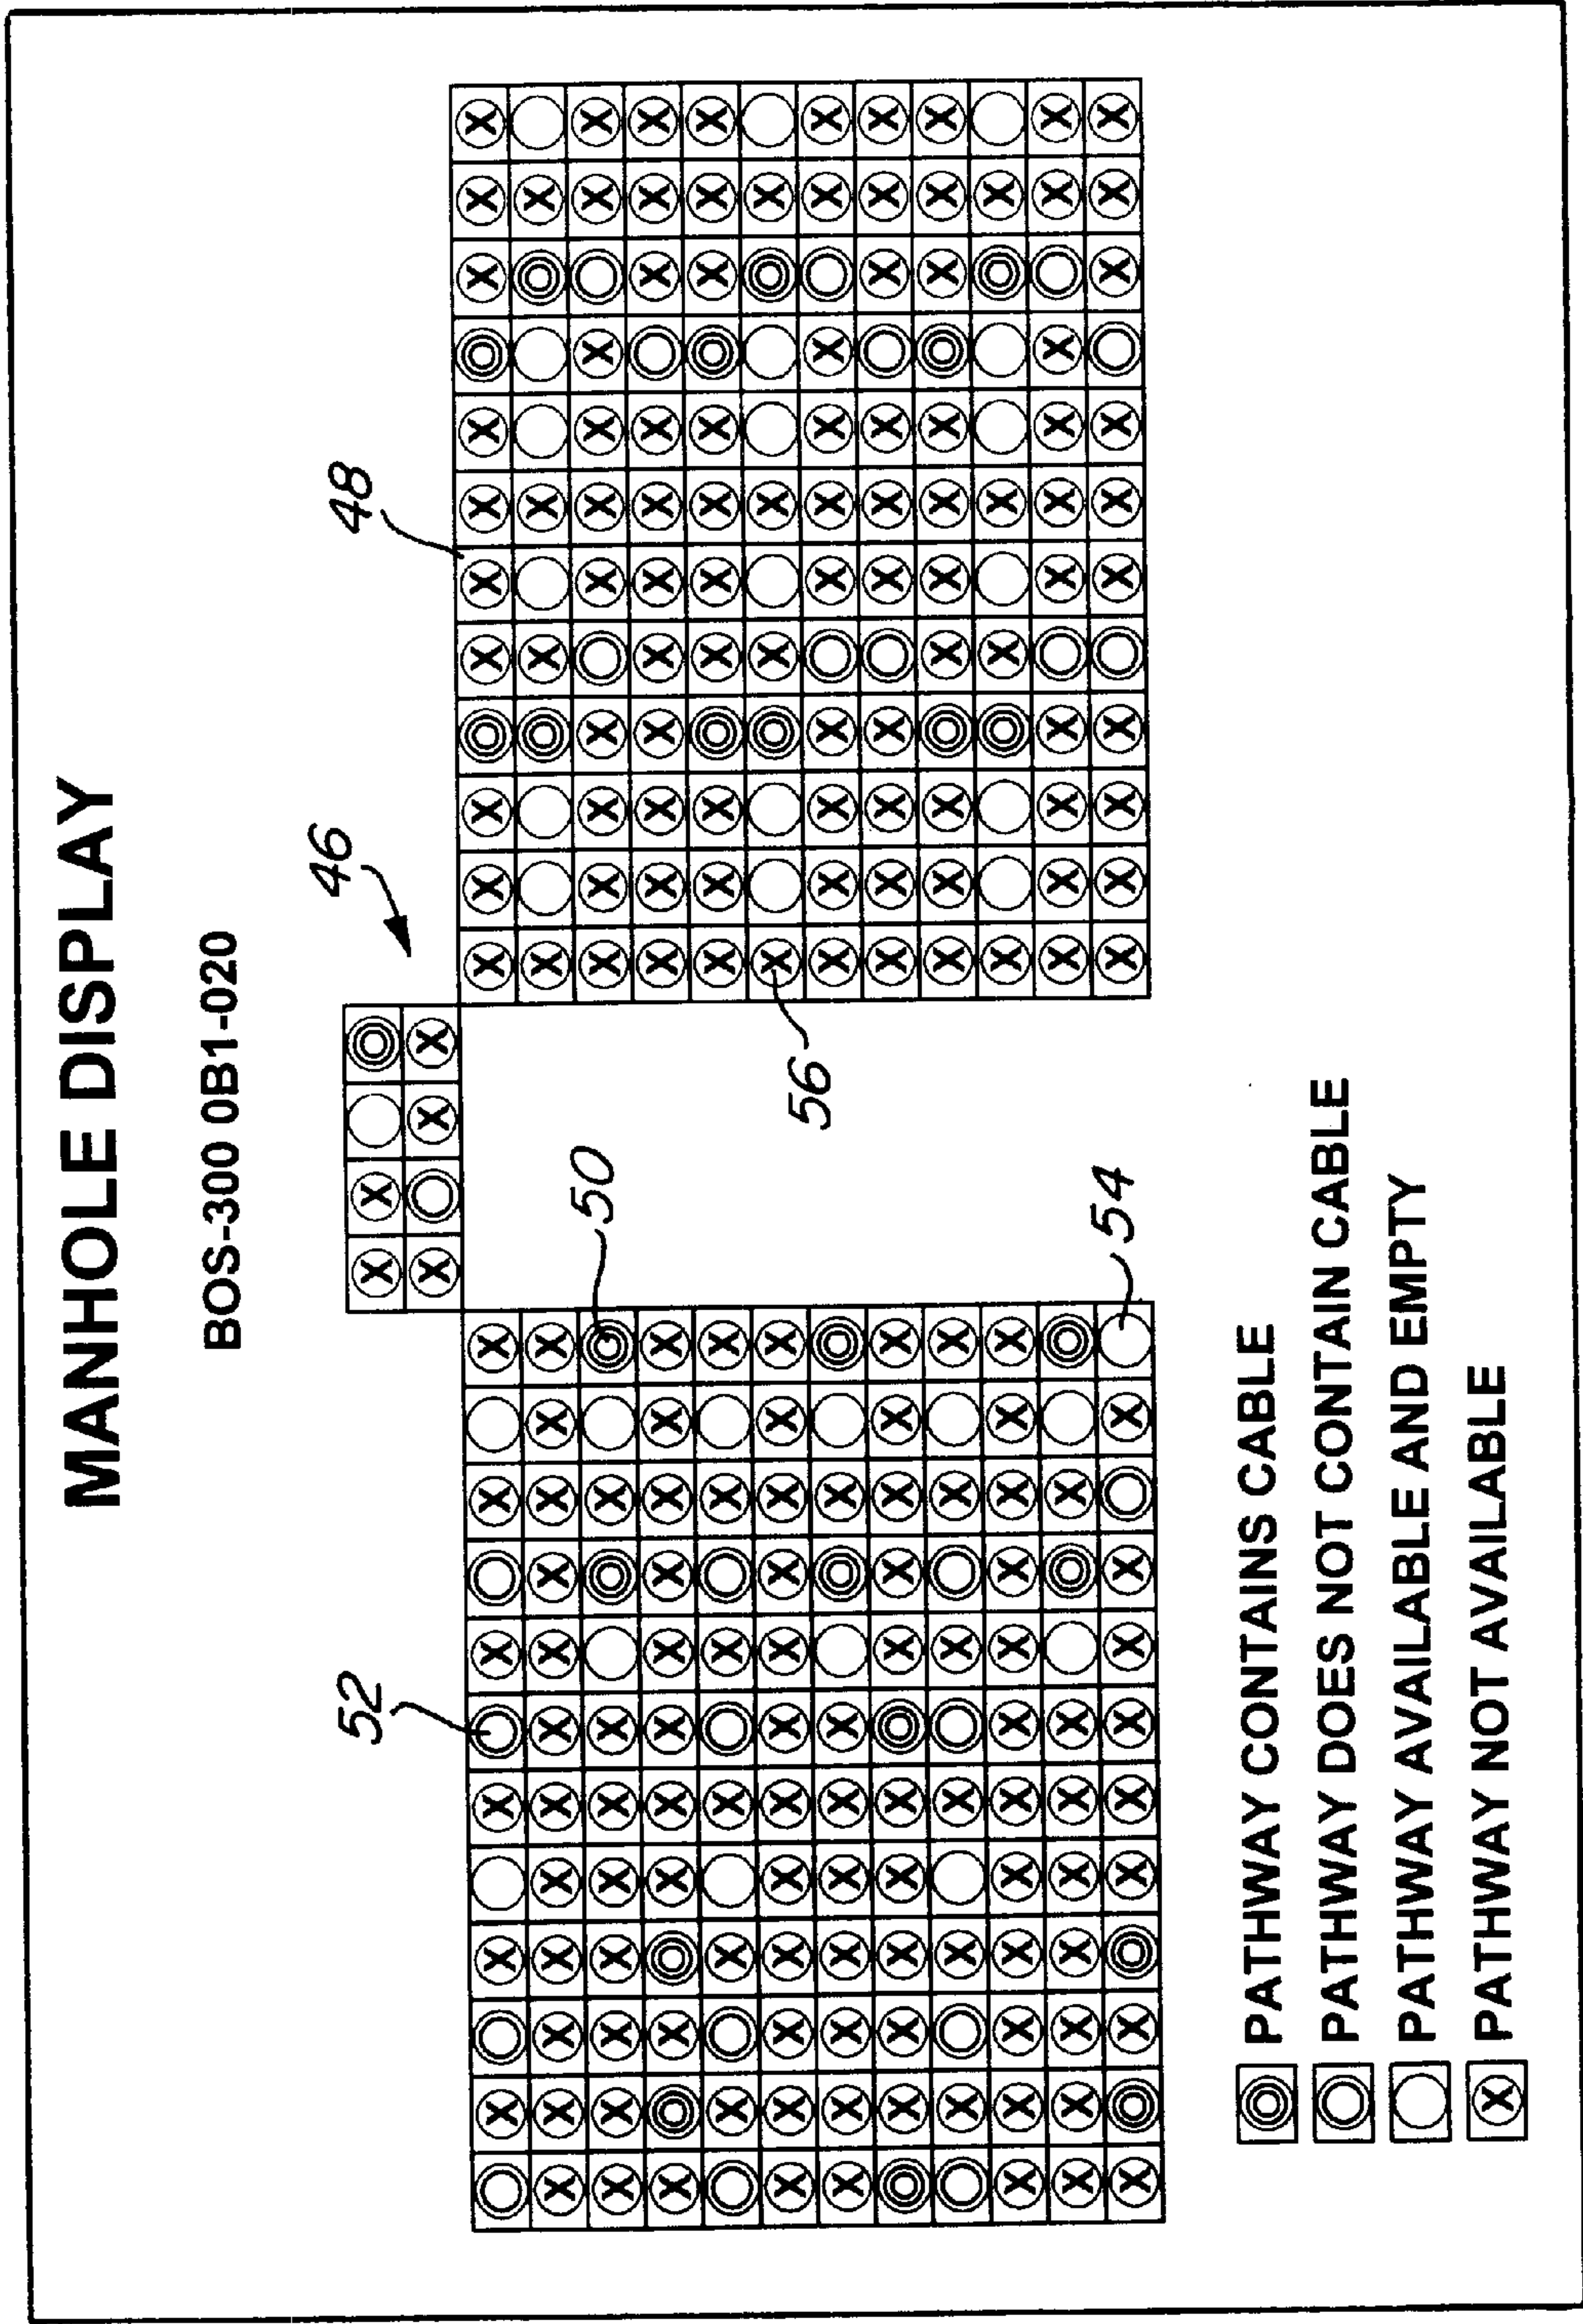 MANHOLE DISPLAY
BOS-300 0B1-020
46
48
50
52
54
56
PATHWAY CONTAINS CABLE
PATHWAY DOES NOT CONTAIN CABLE
PATHWAY AVAILABLE AND EMPTY
X PATHWAY NOT AVAILABLE